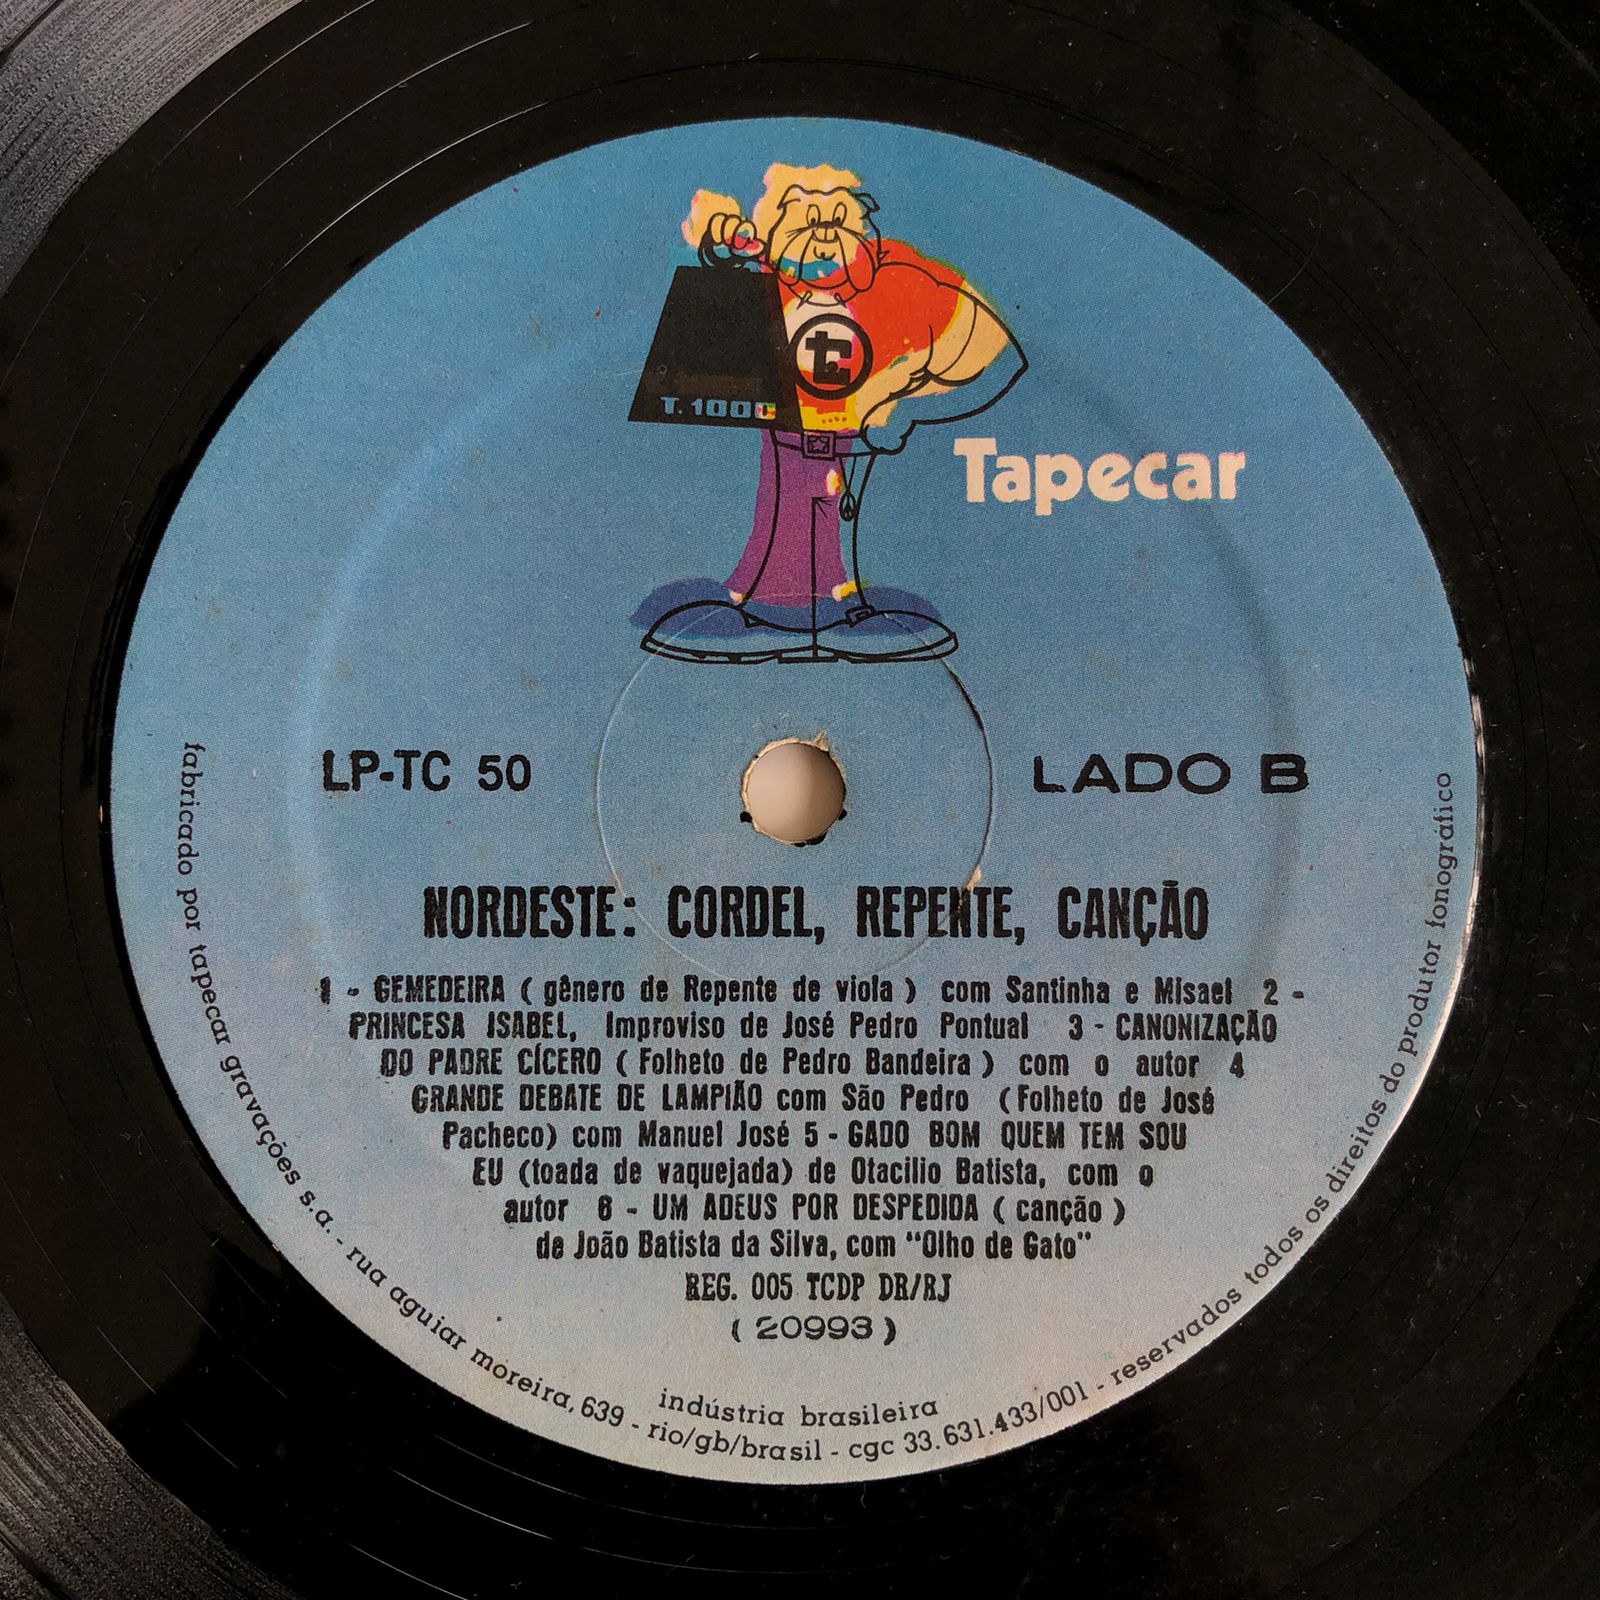 T.1000
Tapecar
LP-TC 50
LADO B
NORDESTE: CORDEL, REPENTE, CANÇÃO
1 - GEMEDEIRA ( gênero de Repente de viola ) com Santinha e Misael 2 -
PRINCESA ISABEL, Improviso de José Pedro Pontual 3 - CANONIZAÇÃO
DO PADRE CÍCERO ( Folheto de Pedro Bandeira ) com o autor 4
GRANDE DEBATE DE LAMPIÃO com São Pedro (Folheto de José
Pacheco) com Manuel José 5 - GADO BOM QUEM TEM SOU
EU (toada de vaquejada) de Otacilio Batista, com o
autor 6 - UM ADEUS POR DESPEDIDA ( canção )
de João Batista da Silva, com "Olho de Gato"
REG. 005 TCDP DR/RJ
( 20993 )
indústria brasileira
fabricado por tapecar gravações s.a. - rua aguiar moreira, 639 - rio/gb/brasil - cgc 33.631.433/001 - reservados todos os direitos do produtor fonográfico